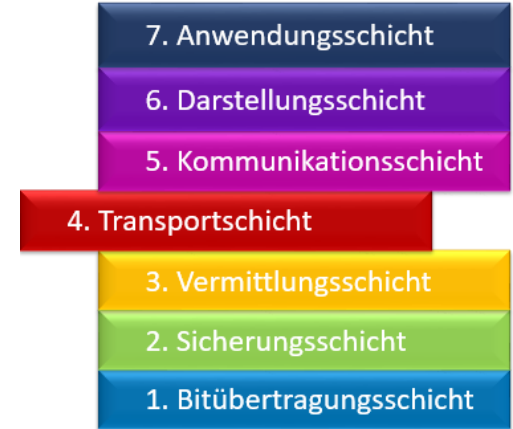 7. Anwendungsschicht
6. Darstellungsschicht
5. Kommunikationsschicht
4. Transportschicht
3. Vermittlungsschicht
2. Sicherungsschicht
1. Bitübertragungsschicht